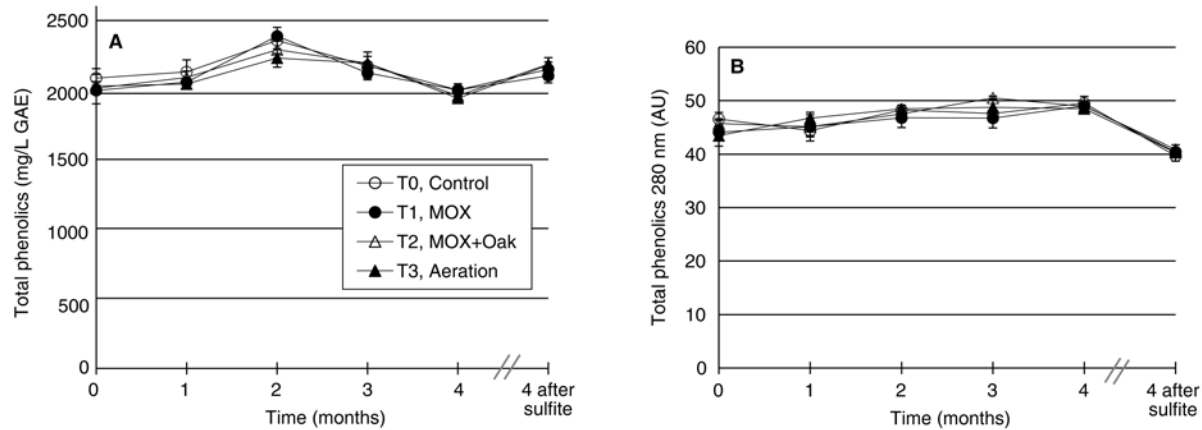 A
Total phenolics (mg/L GAE)
2500
2000
1500
1000
500
0
T0, Control
T1, MOX
T2, MOX+Oak
T3, Aeration
0 1 2 3 4 4 after
sulfite
Time (months)
B
Total phenolics 280 nm (AU)
60
50
40
30
20
10
0
0 1 2 3 4 4 after
sulfite
Time (months)